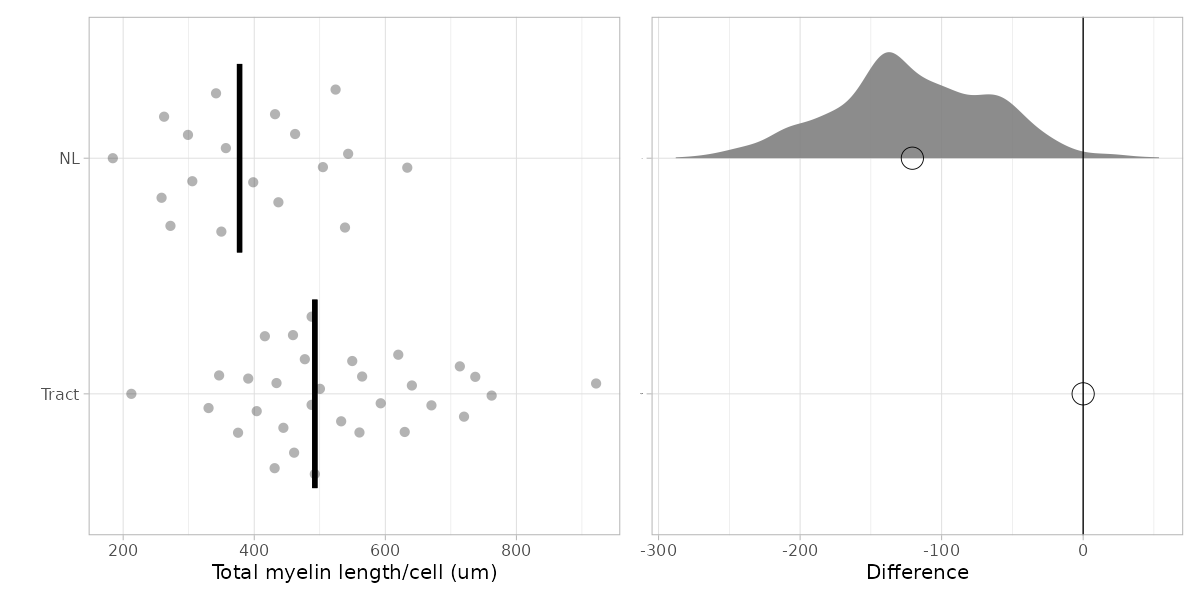 NL
Tract
200 400 600 800
Total myelin length/cell (um)
-300 -200 -100 0
Difference